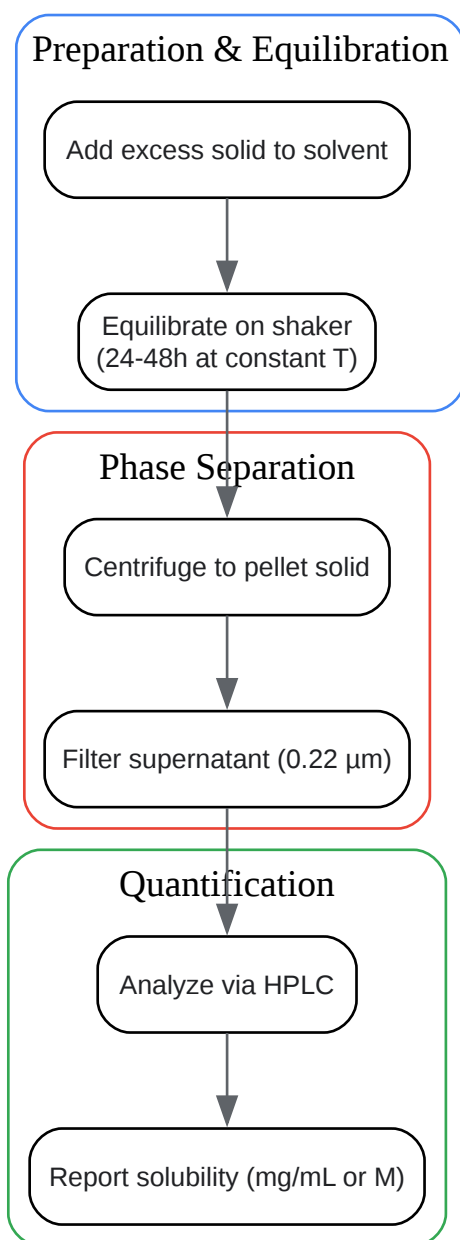 Preparation & Equilibration
Add excess solid to solvent
Equilibrate on shaker
(24-48h at constant T)
Phase Separation
Centrifuge to pellet solid
Filter supernatant (0.22 µm)
Quantification
Analyze via HPLC
Report solubility (mg/mL or M)